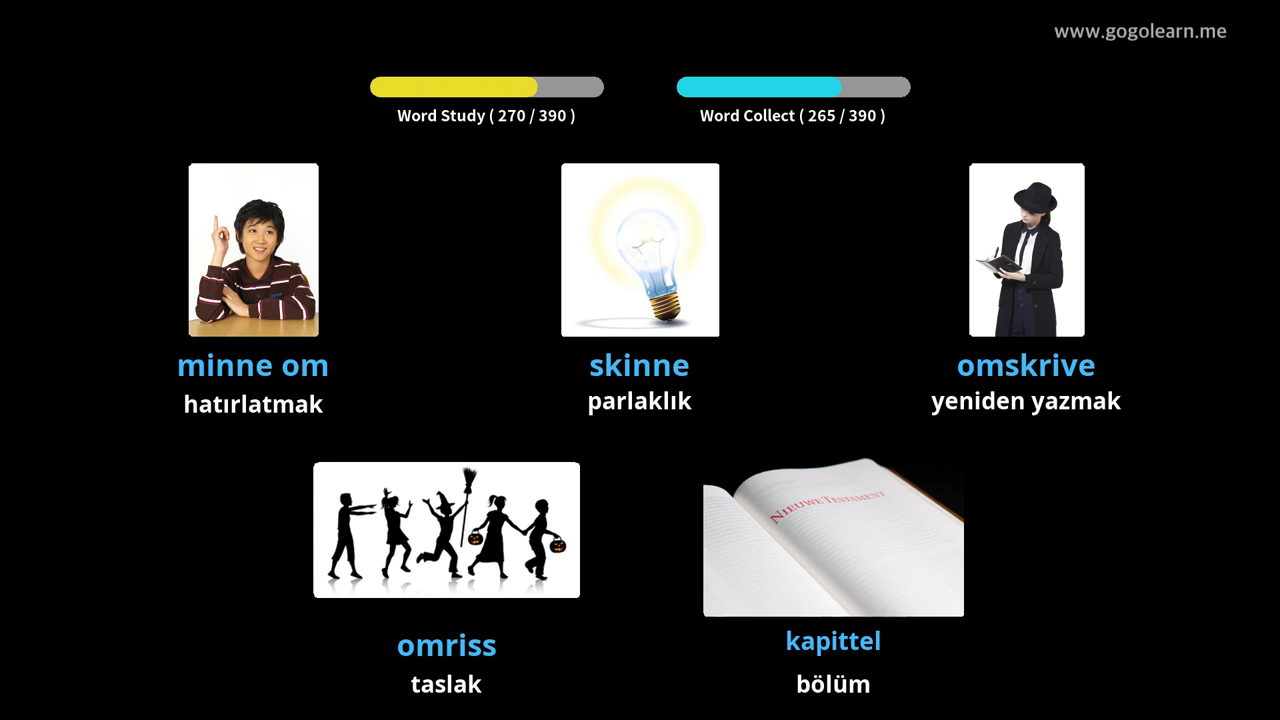 www.gogolearn.me
Word Study ( 270 / 390 )
Word Collect ( 265 / 390 )
minne om
hatırlatmak
skinne
parlaklık
omskrive
yeniden yazmak
NIEUWE TESTAMENT
omriss
taslak
kapittel
bölüm